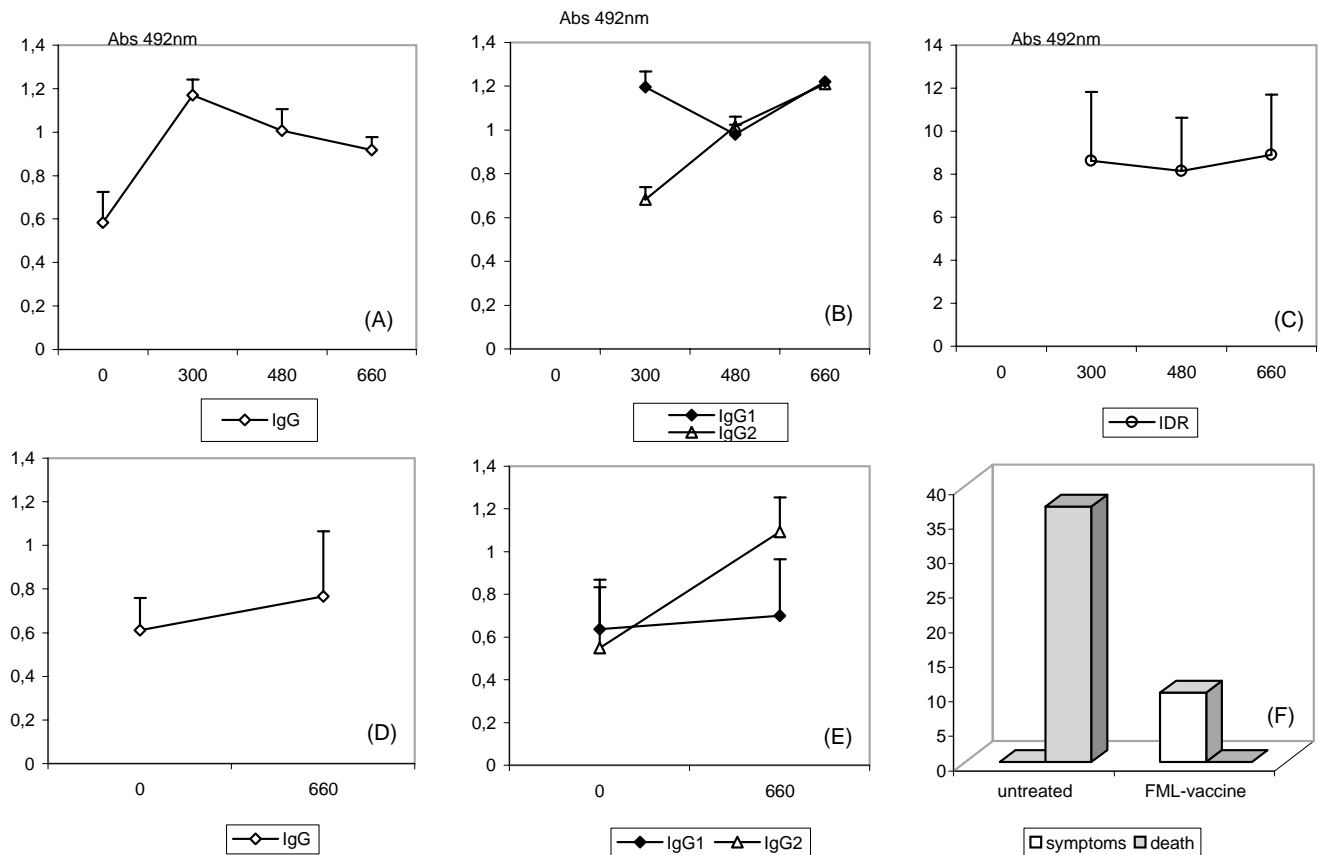 Abs 492nm
1,4
1,2
1
0,8
0,6
0,4
0,2
0
(A)
0 300 480 660
IgG
Abs 492nm
1,4
1,2
1
0,8
0,6
0,4
0,2
0
(B)
0 300 480 660
IgG1
IgG2
Abs 492nm
14
12
10
8
6
4
2
0
(C)
0 300 480 660
IDR
1,4
1,2
1
0,8
0,6
0,4
0,2
0
(D)
0 660
IgG
1,4
1,2
1
0,8
0,6
0,4
0,2
0
(E)
0 660
IgG1 IgG2
40
35
30
25
20
15
10
5
0
(F)
untreated FML-vaccine
symptoms death